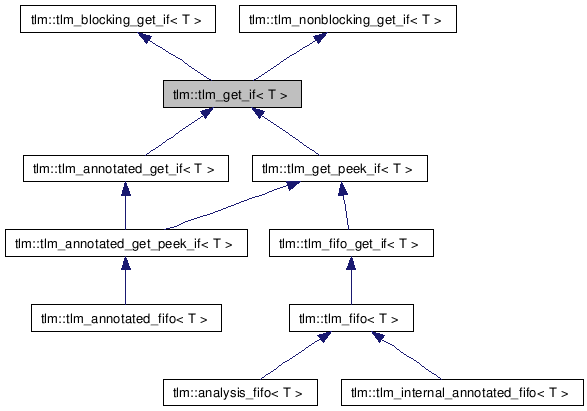 tlm::tlm_blocking_get_if< T >
tlm::tlm_nonblocking_get_if< T >
tlm::tlm_get_if< T >
tlm::tlm_annotated_get_if< T >
tlm::tlm_get_peek_if< T >
tlm::tlm_annotated_get_peek_if< T >
tlm::tlm_fifo_get_if< T >
tlm::tlm_annotated_fifo< T >
tlm::tlm_fifo< T >
tlm::analysis_fifo< T >
tlm::tlm_internal_annotated_fifo< T >